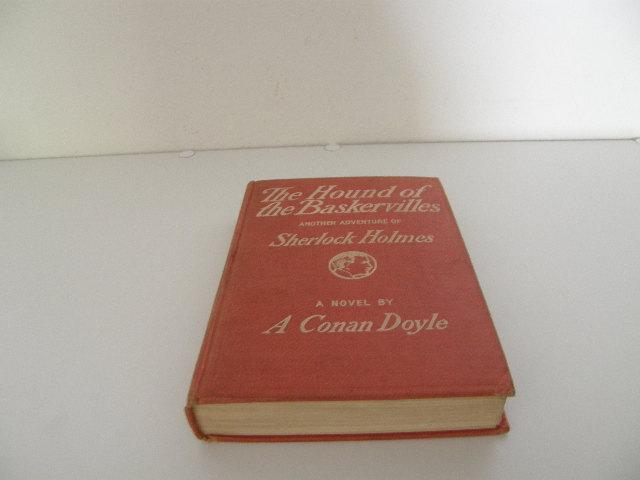 The Hound of
the Baskervilles
ANOTHER ADVENTURE OF
Sherlock Holmes
A NOVEL BY
A Conan Doyle